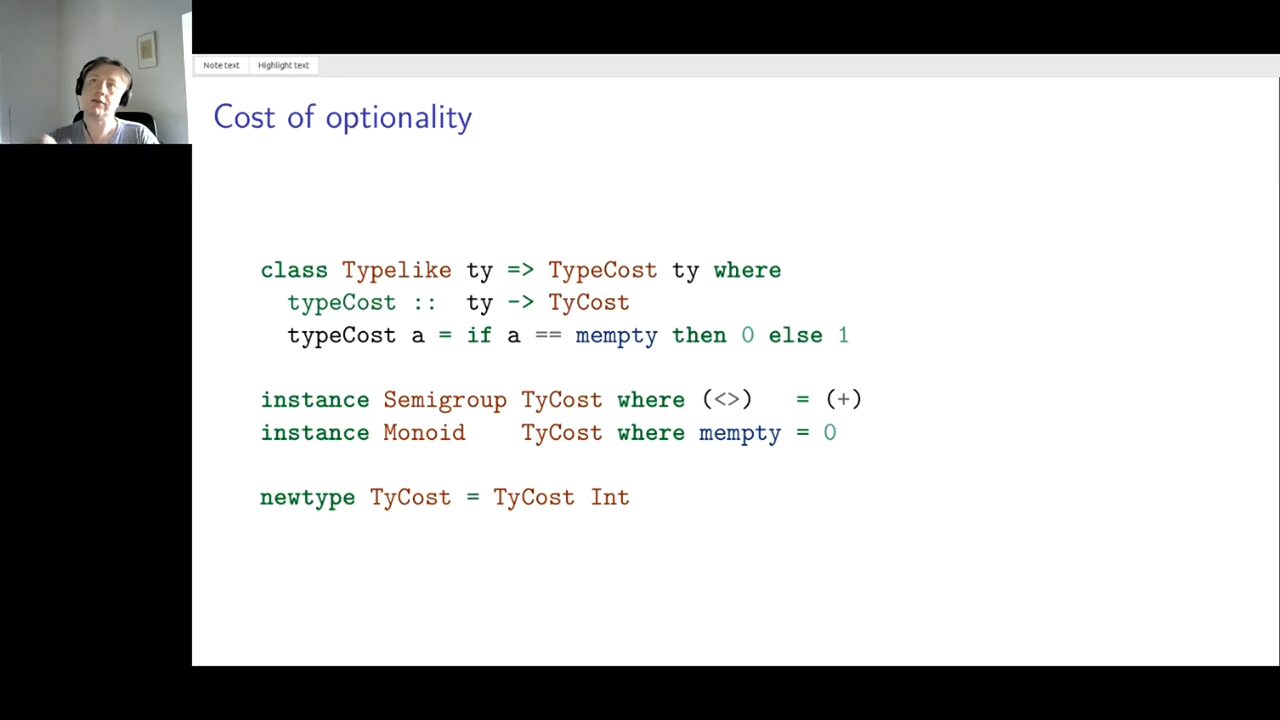 Note text Highlight text
Cost of optionality
class Typelike ty => TypeCost ty where
typeCost :: ty -> TyCost
typeCost a = if a == mempty then 0 else 1
instance Semigroup TyCost where (<>) = (+)
instance Monoid TyCost where mempty = 0
newtype TyCost = TyCost Int